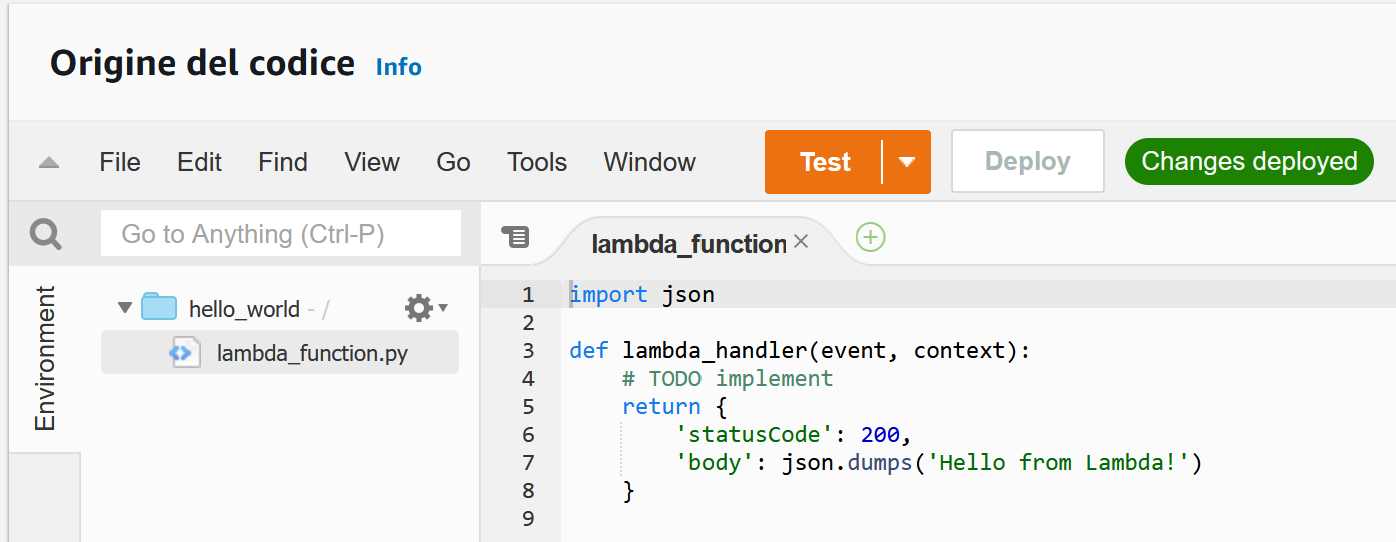 Origine del codice Info
File Edit Find View Go Tools Window Test Deploy Changes deployed
Go to Anything (Ctrl-P)
lambda_function
Environment
hello_world - /
lambda_function.py
1 import json
2
3 def lambda_handler(event, context):
4     # TODO implement
5     return {
6         'statusCode': 200,
7         'body': json.dumps('Hello from Lambda!')
8     }
9